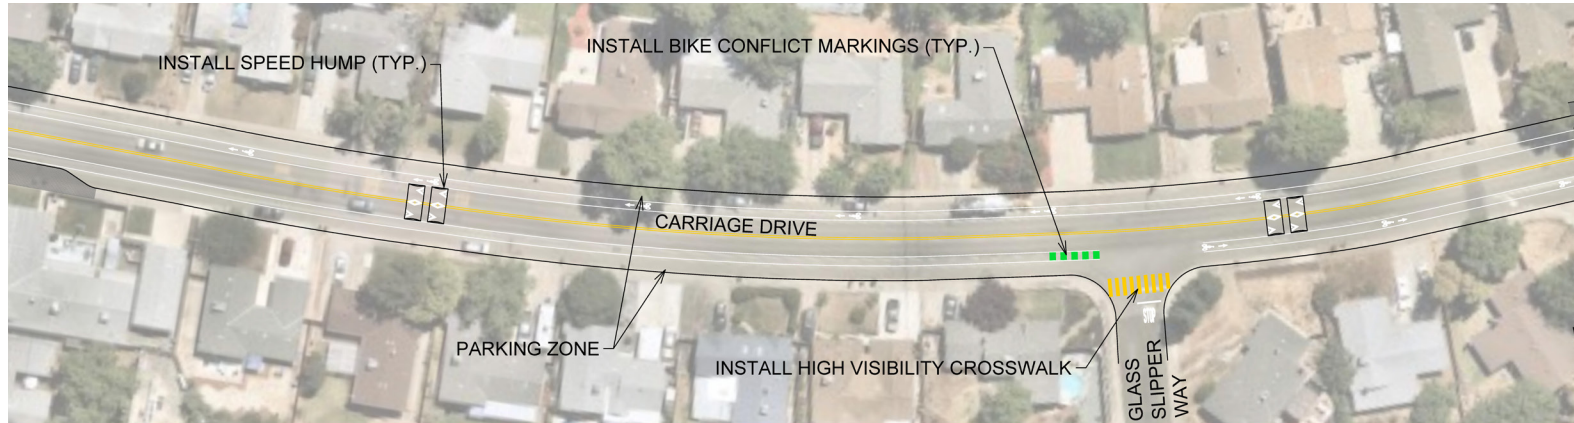 INSTALL BIKE CONFLICT MARKINGS (TYP.)
INSTALL SPEED HUMP (TYP.)
CARRIAGE DRIVE
PARKING ZONE
INSTALL HIGH VISIBILITY CROSSWALK
GLASS
SLIPPER
WAY